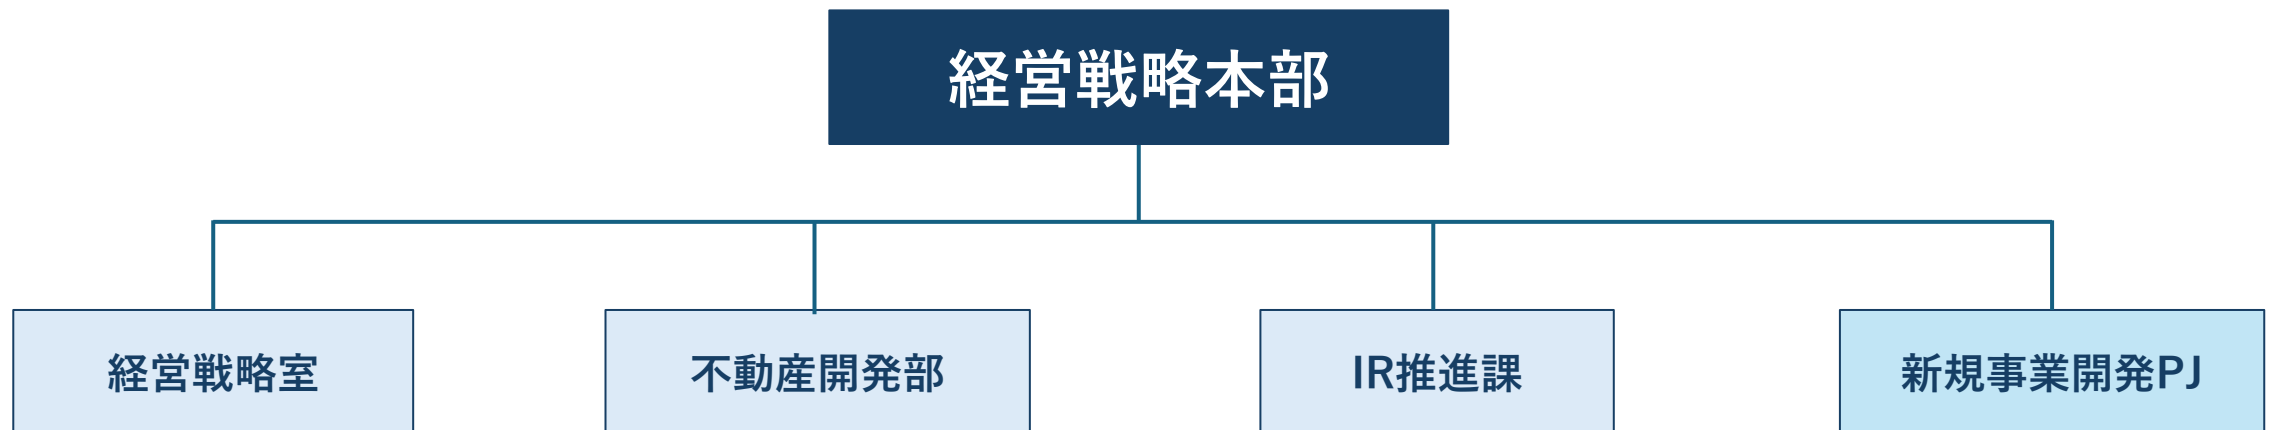 経営戦略本部
経営戦略室
不動産開発部
IR推進課
新規事業開発PJ